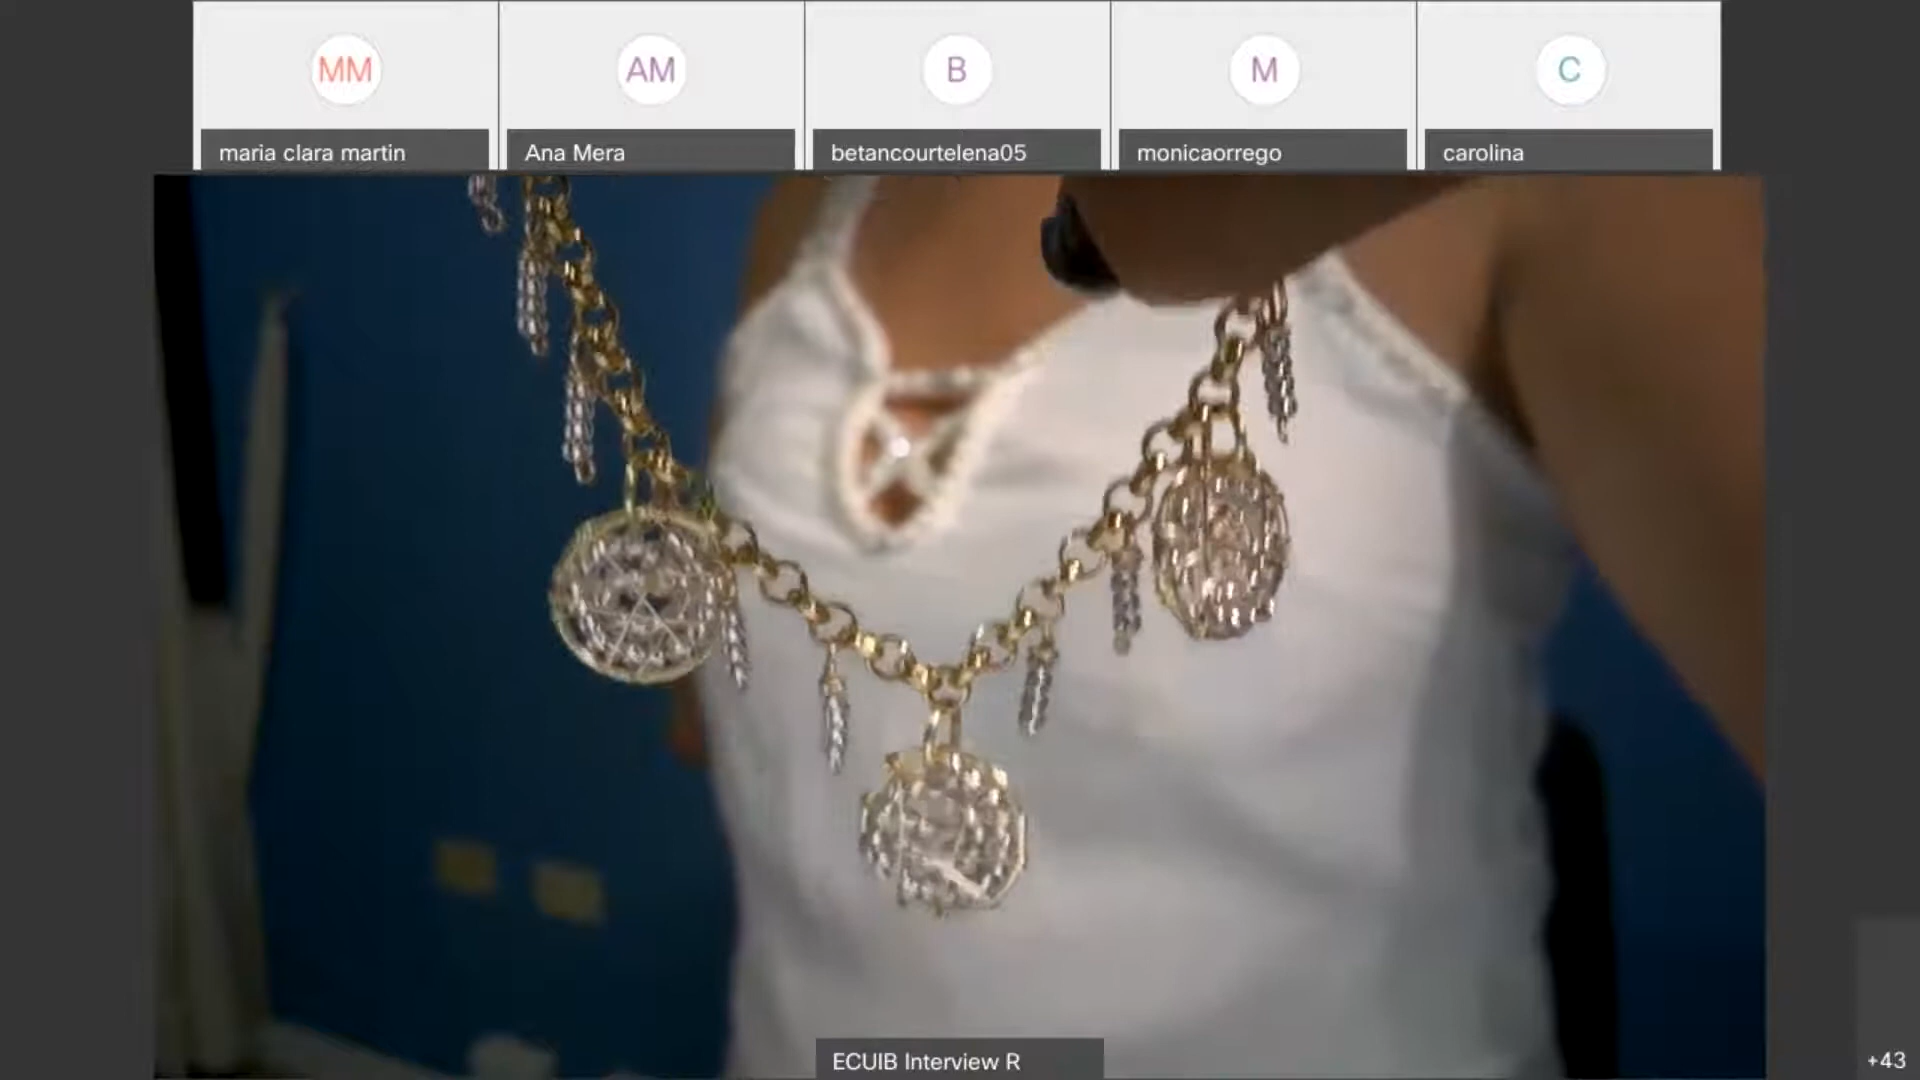 MM
AM
B
M
C
maria clara martin
Ana Mera
betancourtelena05
monicaorrego
carolina
ECUIB Interview R
+43